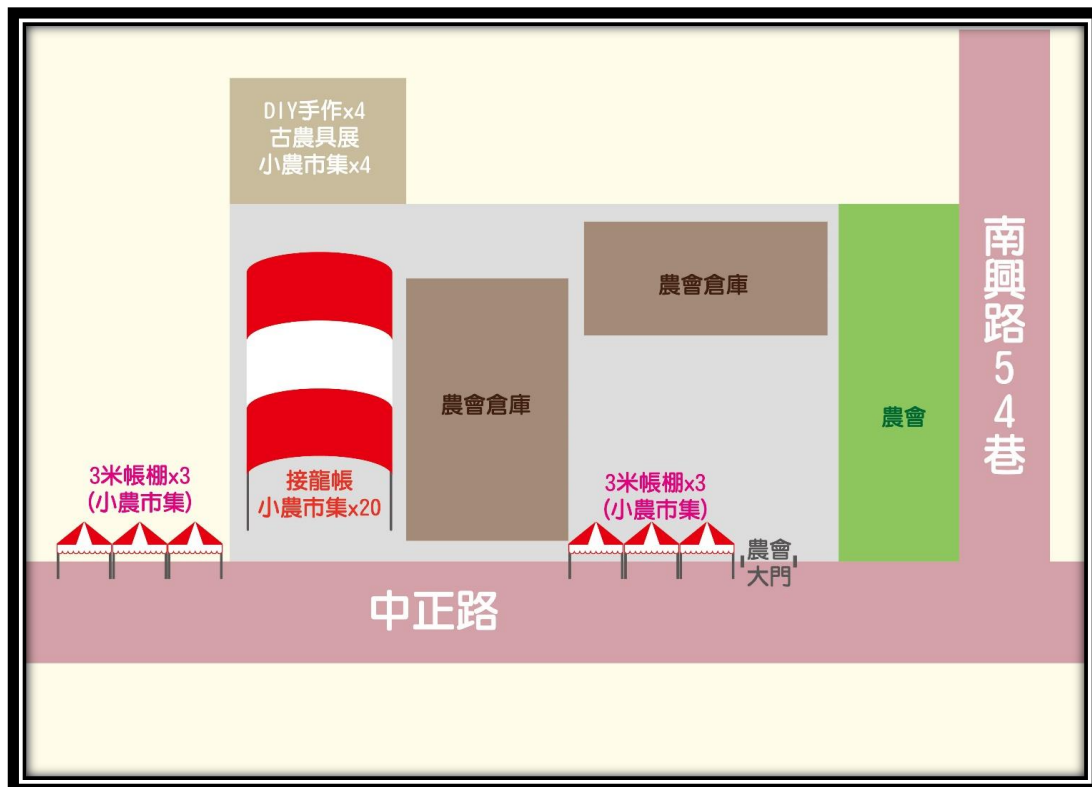 DIY手作x4
古農具展
小農市集x4
農會倉庫
農會倉庫
農會
南興路54巷
3米帳棚x3
(小農市集)
接龍帳
小農市集x20
3米帳棚x3
(小農市集)
農會
大門
中正路